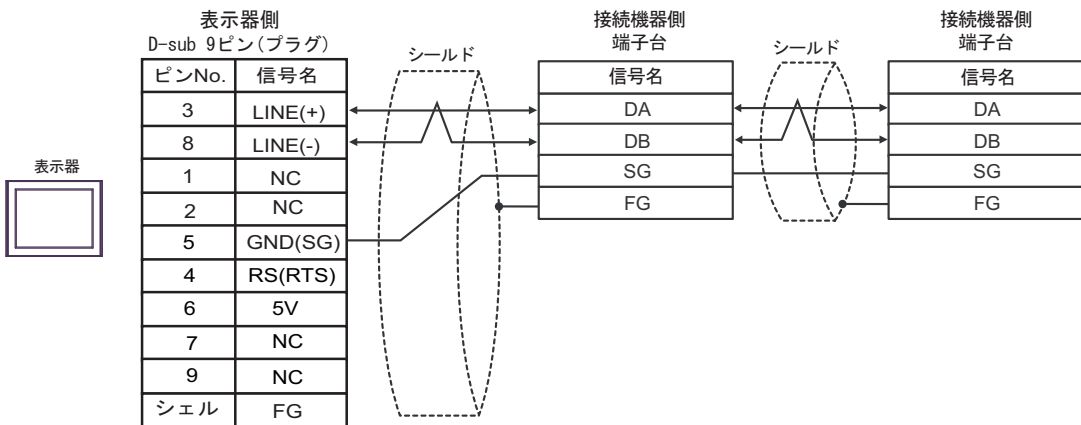 表示器
表示器側
D-sub 9ピン(プラグ)
ピンNo. 信号名
3 LINE(+)
8 LINE(-)
1 NC
2 NC
5 GND(SG)
4 RS(RTS)
6 5V
7 NC
9 NC
シェル FG
シールド
接続機器側
端子台
信号名
DA
DB
SG
FG
シールド
接続機器側
端子台
信号名
DA
DB
SG
FG